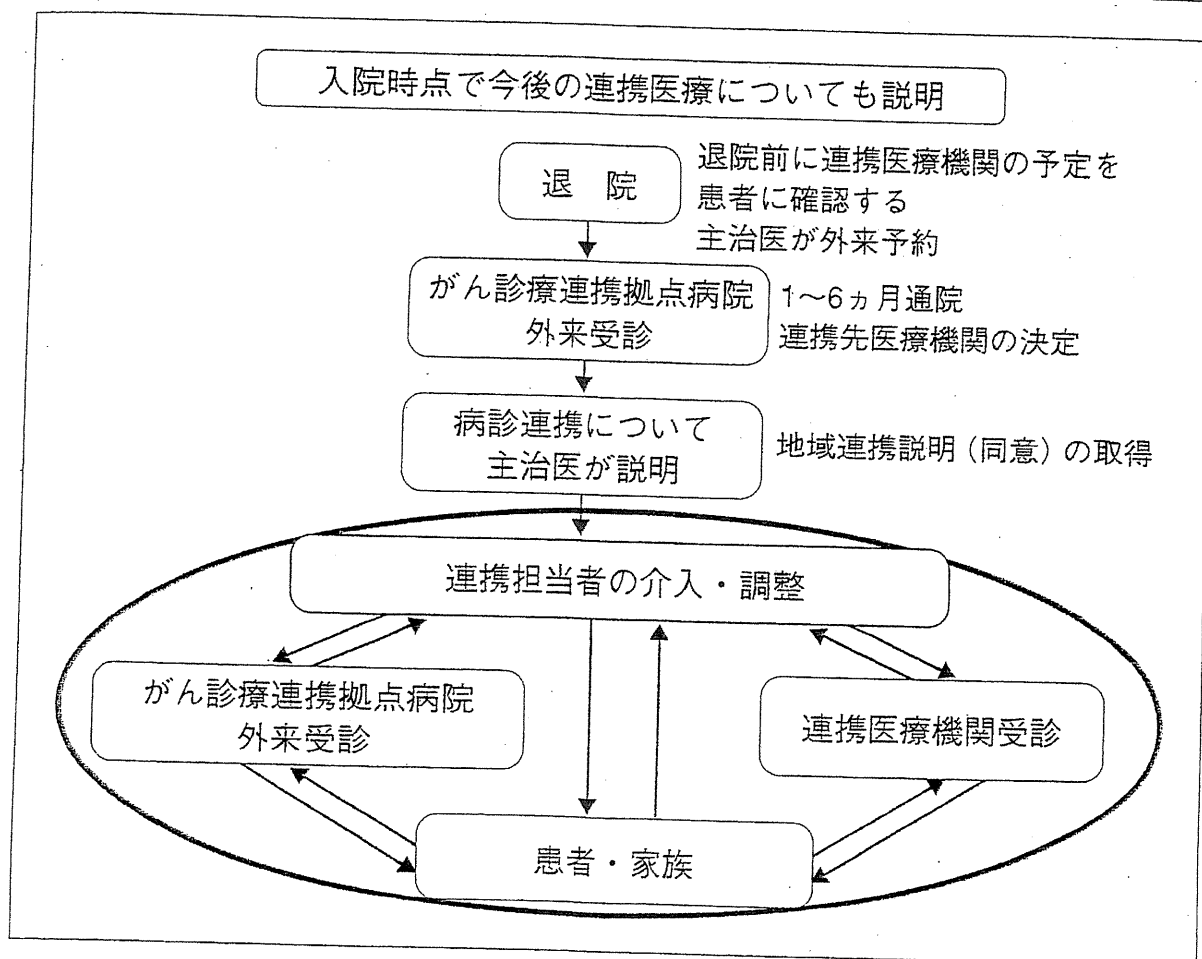 入院時点で今後の連携医療についても説明
退　院
退院前に連携医療機関の予定を
患者に確認する
主治医が外来予約
がん診療連携拠点病院
外来受診
1～6ヵ月通院
連携先医療機関の決定
病診連携について
主治医が説明
地域連携説明（同意）の取得
連携担当者の介入・調整
がん診療連携拠点病院
外来受診
連携医療機関受診
患者・家族